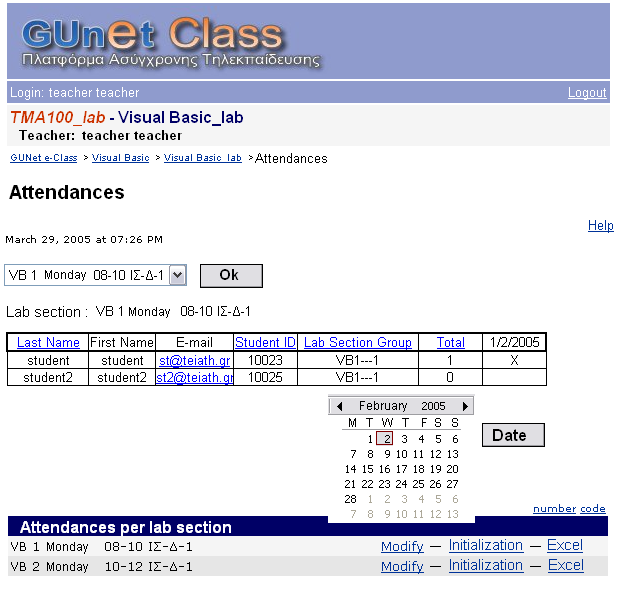 GUnet Class
Πλατφόρμα Ασύγχρονης Τηλεκπαίδευσης
Login: teacher teacher Logout
TMA100_lab - Visual Basic_lab
Teacher: teacher teacher
GUNet e-Class > Visual Basic > Visual Basic_lab > Attendances
Attendances
Help
March 29, 2005 at 07:26 PM
VB 1 Monday 08-10 ΙΣ-Δ-1 Ok
Lab section : VB 1 Monday 08-10 ΙΣ-Δ-1
Last Name First Name E-mail Student ID Lab Section Group Total 1/2/2005
student student st@teiath.gr 10023 VB1---1 1 X
student2 student2 st2@teiath.gr 10025 VB1---1 0
February 2005
M T W T F S S
1 2 3 4 5 6
7 8 9 10 11 12 13
14 15 16 17 18 19 20
21 22 23 24 25 26 27
28 1 2 3 4 5 6
7 8 9 10 11 12 13
Date
number code
Attendances per lab section
VB 1 Monday 08-10 ΙΣ-Δ-1 Modify — Initialization — Excel
VB 2 Monday 10-12 ΙΣ-Δ-1 Modify — Initialization — Excel